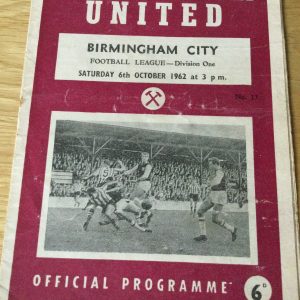 UNITED
BIRMINGHAM CITY
FOOTBALL LEAGUE—Division One
SATURDAY 6th OCTOBER 1962 at 3 p.m.
OFFICIAL PROGRAMME
6D